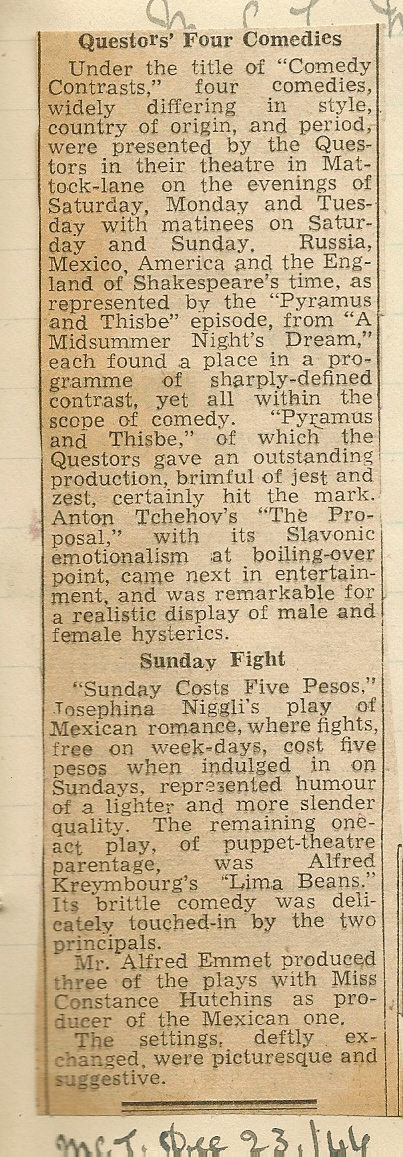 Questors' Four Comedies
Under the title of "Comedy
Contrasts," four comedies,
widely differing in style,
country of origin, and period,
were presented by the Ques-
tors in their theatre in Mat-
tock-lane on the evenings of
Saturday, Monday and Tues-
day with matinees on Satur-
day and Sunday. Russia,
Mexico, America and the Eng-
land of Shakespeare's time, as
represented by the "Pyramus
and Thisbe" episode, from "A
Midsummer Night's Dream,"
each found a place in a pro-
gramme of sharply-defined
contrast, yet all within the
scope of comedy. "Pyramus
and Thisbe," of which the
Questors gave an outstanding
production, brimful of jest and
zest, certainly hit the mark.
Anton Tchehov's "The Pro-
posal," with its Slavonic
emotionalism at boiling-over
point, came next in entertain-
ment, and was remarkable for
a realistic display of male and
female hysterics.
Sunday Fight
"Sunday Costs Five Pesos,"
Josephina Niggli's play of
Mexican romance, where fights,
free on week-days, cost five
pesos when indulged in on
Sundays, represented humour
of a lighter and more slender
quality. The remaining one-
act play, of puppet-theatre
parentage, was Alfred
Kreymbourg's "Lima Beans."
Its brittle comedy was deli-
cately touched-in by the two
principals.
Mr. Alfred Emmet produced
three of the plays with Miss
Constance Hutchins as pro-
ducer of the Mexican one.
The settings, deftly ex-
changed, were picturesque and
suggestive.
Dec 23/44